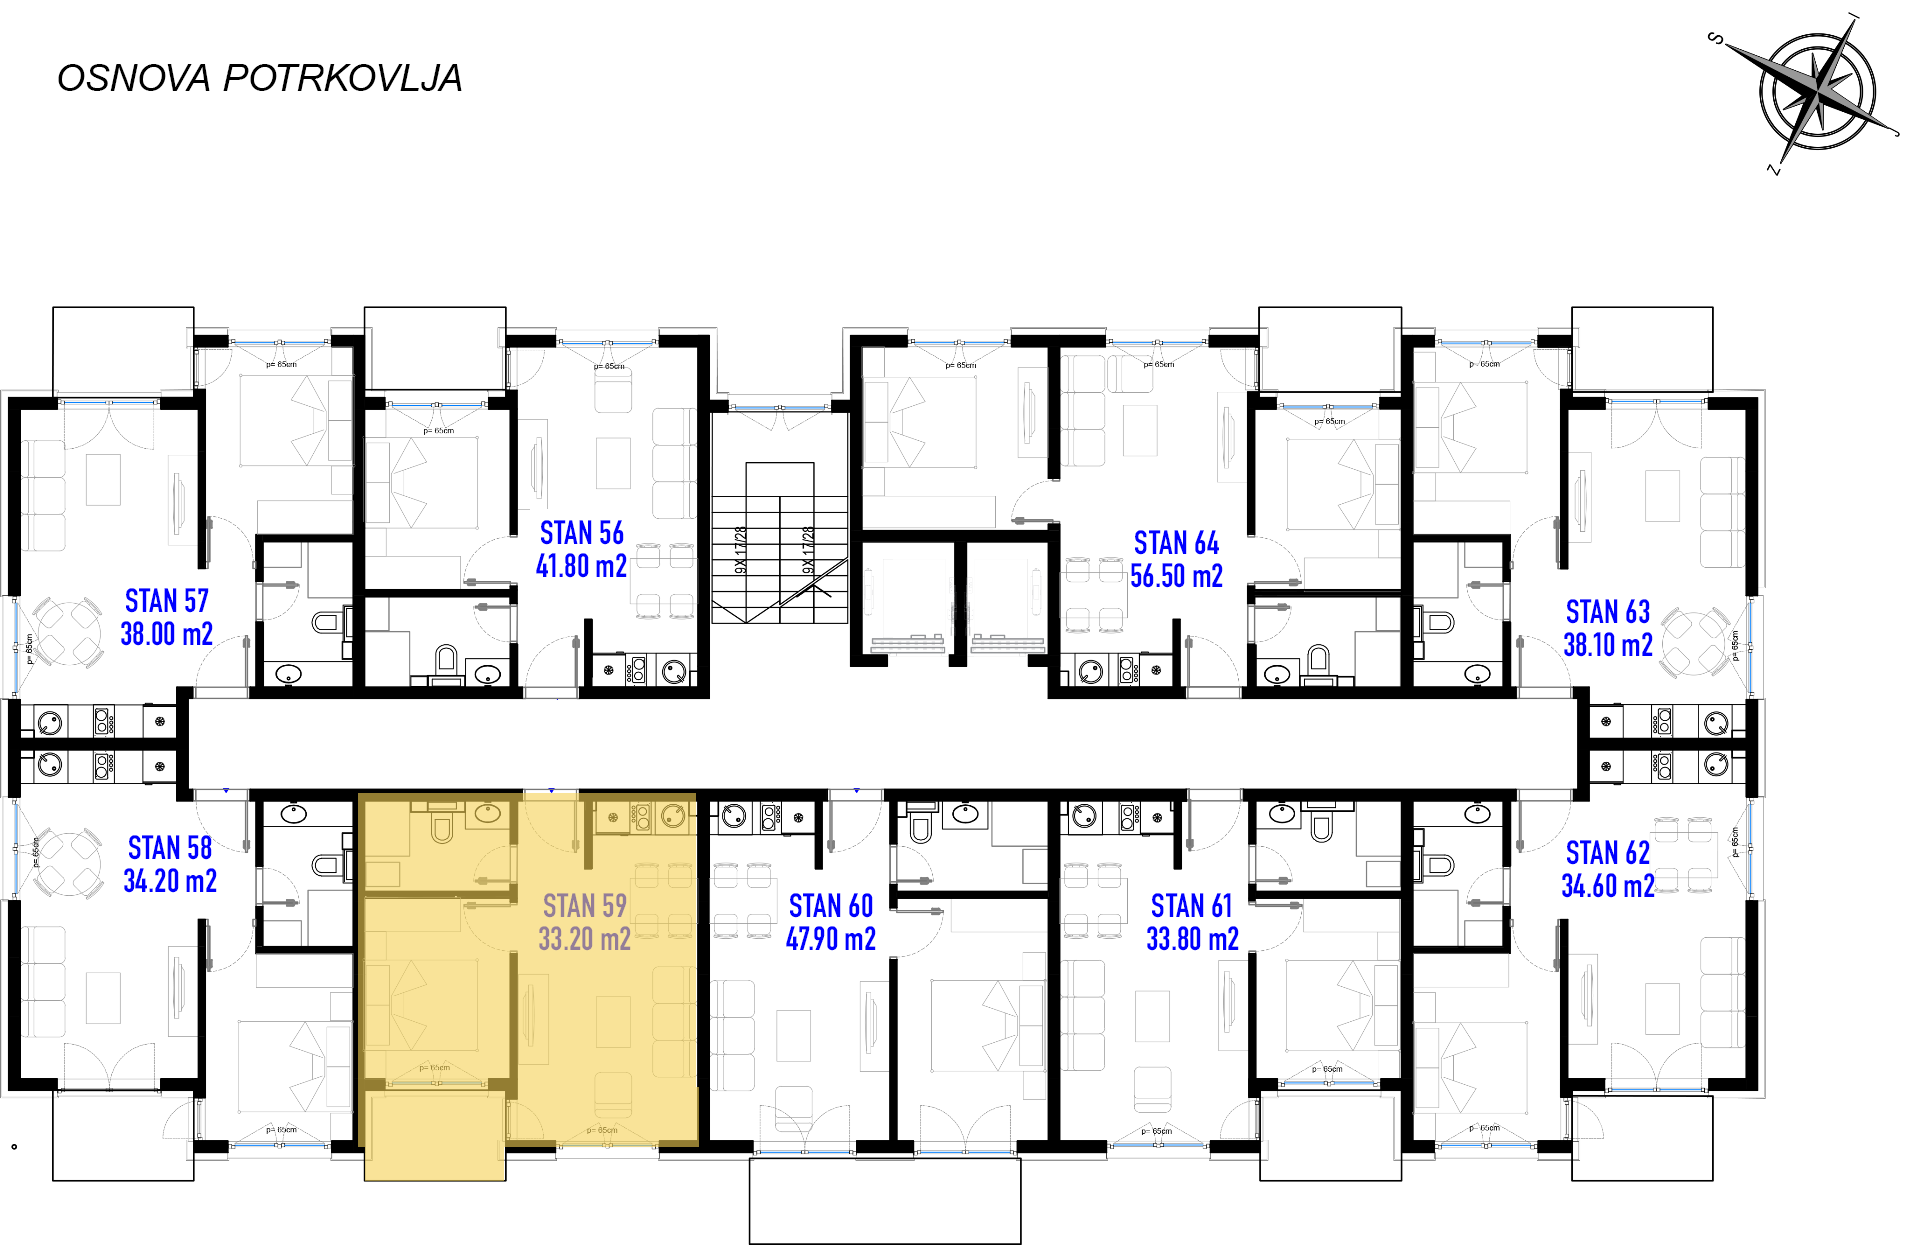 OSNOVA POTRKOVLJA
S
I
J
Z
p= 65cm
p= 65cm
p= 65cm
p= 65cm
p= 65cm
p= 65cm
p= 65cm
p= 65cm
STAN 56
41.80 m2
9X 17/28
9X 17/28
STAN 64
56.50 m2
STAN 57
38.00 m2
STAN 63
38.10 m2
p= 65cm
p= 65cm
STAN 58
34.20 m2
p= 65cm
STAN 59
33.20 m2
STAN 60
47.90 m2
STAN 61
33.80 m2
STAN 62
34.60 m2
p= 65cm
p= 65cm
p= 65cm
p= 65cm
p= 65cm
p= 65cm
p= 65cm